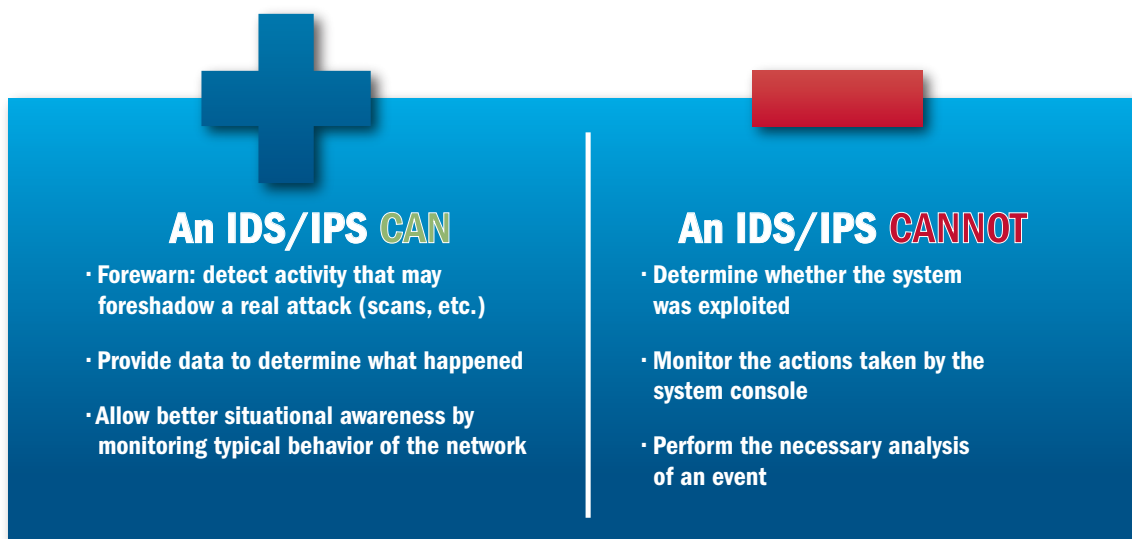 An IDS/IPS CAN
· Forewarn: detect activity that may
foreshadow a real attack (scans, etc.)
· Provide data to determine what happened
· Allow better situational awareness by
monitoring typical behavior of the network
An IDS/IPS CANNOT
· Determine whether the system
was exploited
· Monitor the actions taken by the
system console
· Perform the necessary analysis
of an event